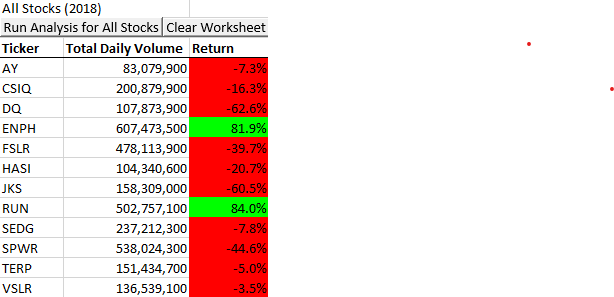 All Stocks (2018)
Run Analysis for All Stocks Clear Worksheet
Ticker Total Daily Volume Return
AY 83,079,900 -7.3%
CSIQ 200,879,900 -16.3%
DQ 107,873,900 -62.6%
ENPH 607,473,500 81.9%
FSLR 478,113,900 -39.7%
HASI 104,340,600 -20.7%
JKS 158,309,000 -60.5%
RUN 502,757,100 84.0%
SEDG 237,212,300 -7.8%
SPWR 538,024,300 -44.6%
TERP 151,434,700 -5.0%
VSLR 136,539,100 -3.5%